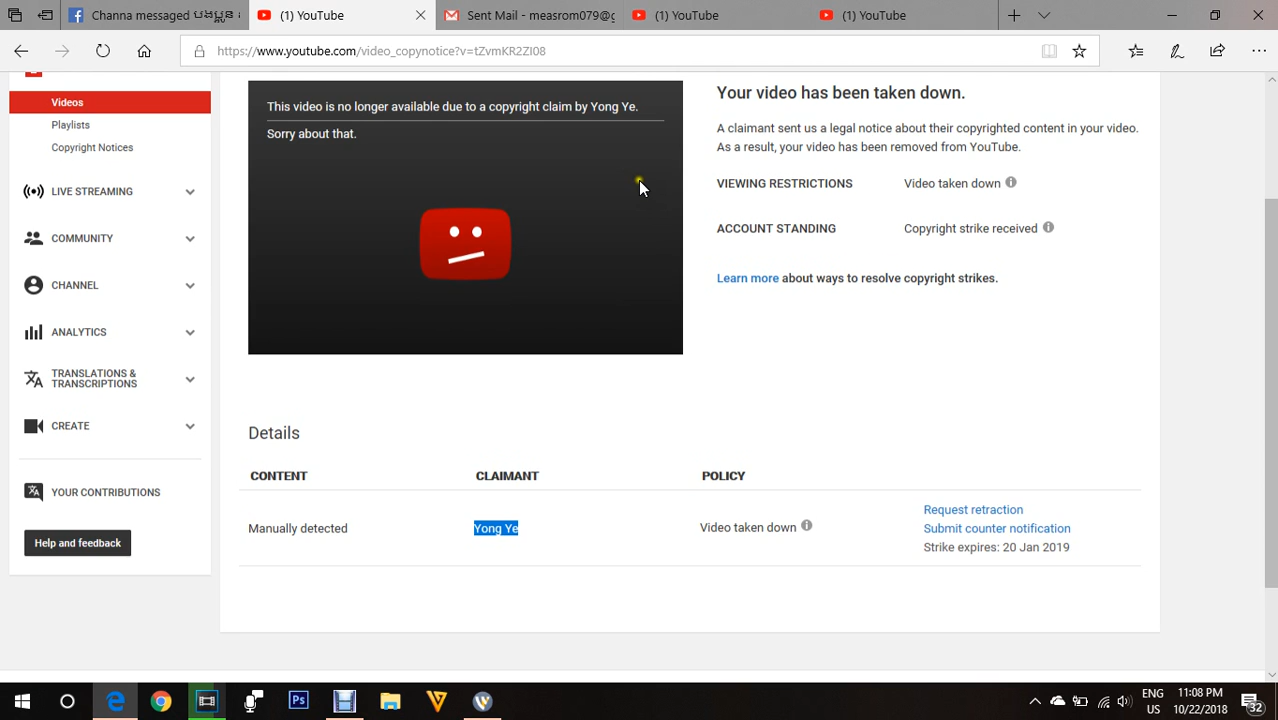 Channa messaged
(1) YouTube
Sent Mail - measrom079@g
(1) YouTube
(1) YouTube
https://www.youtube.com/video_copynotice?v=tZvmKR2ZI08
Videos
Playlists
Copyright Notices
LIVE STREAMING
COMMUNITY
CHANNEL
ANALYTICS
TRANSLATIONS &
TRANSCRIPTIONS
CREATE
YOUR CONTRIBUTIONS
Help and feedback
This video is no longer available due to a copyright claim by Yong Ye.
Sorry about that.
Your video has been taken down.
A claimant sent us a legal notice about their copyrighted content in your video.
As a result, your video has been removed from YouTube.
VIEWING RESTRICTIONS Video taken down
ACCOUNT STANDING Copyright strike received
Learn more about ways to resolve copyright strikes.
Details
CONTENT CLAIMANT POLICY
Manually detected Yong Ye Video taken down
Request retraction
Submit counter notification
Strike expires: 20 Jan 2019
Ps
ENG
US
11:08 PM
10/22/2018
32